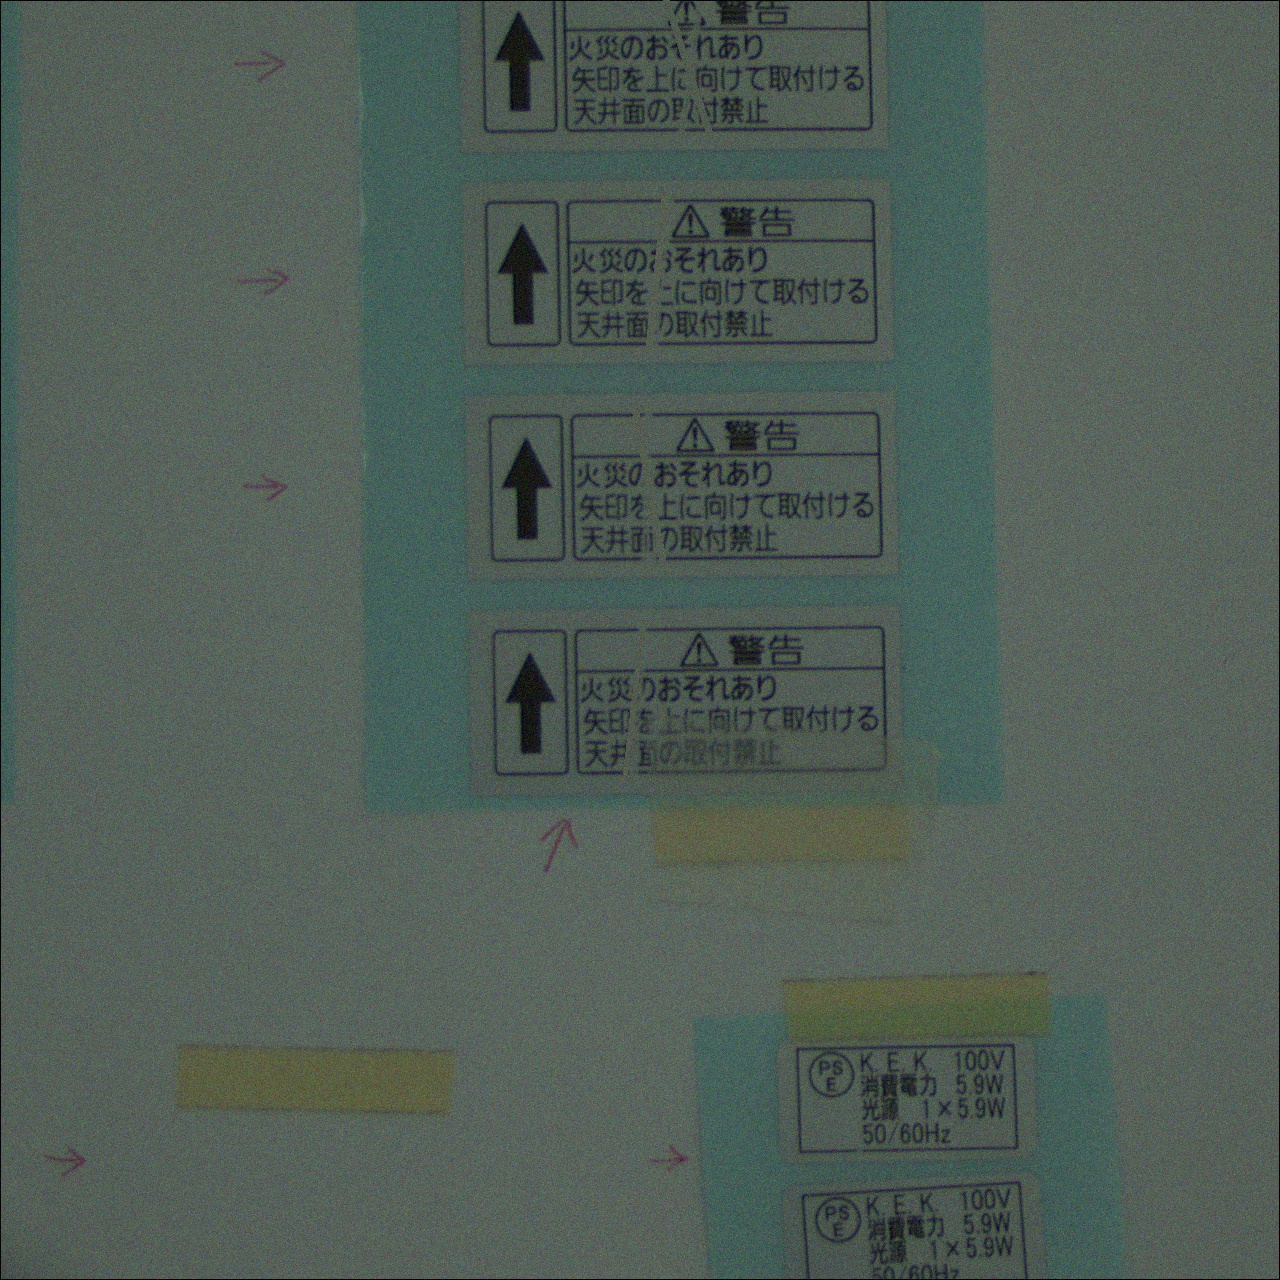 ⚠警告
火災のおそれあり
矢印を上に向けて取付ける
天井面の取付禁止
⚠警告
火災のおそれあり
矢印を上に向けて取付ける
天井面の取付禁止
⚠警告
火災のおそれあり
矢印を上に向けて取付ける
天井面の取付禁止
⚠警告
火災のおそれあり
矢印を上に向けて取付ける
天井面の取付禁止
PS
E
K.E.K. 100V
消費電力 5.9W
光源 1×5.9W
50/60Hz
PS
E
K.E.K. 100V
消費電力 5.9W
光源 1×5.9W
50/60Hz